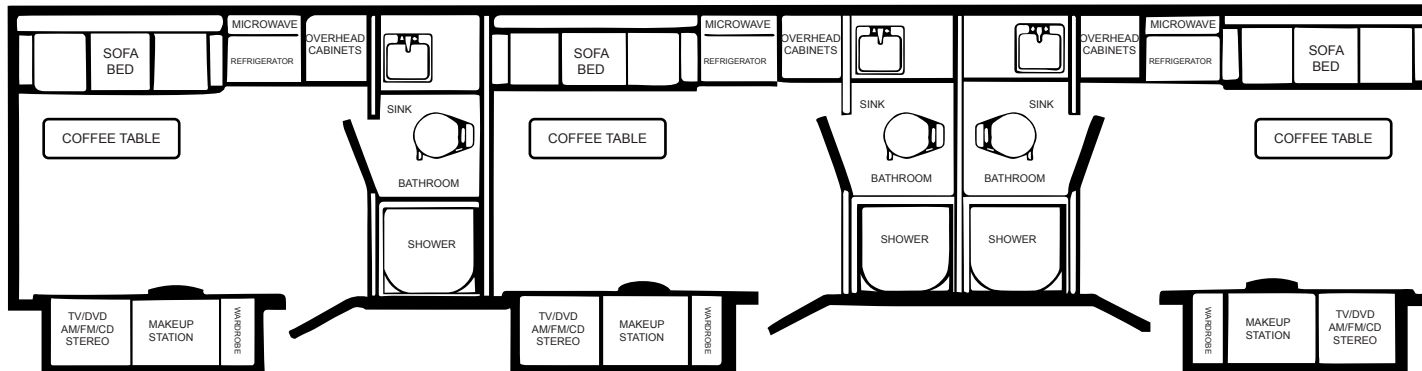 MICROWAVE
REFRIGERATOR
OVERHEAD
CABINETS
SOFA
BED
SINK
COFFEE TABLE
BATHROOM
SHOWER
TV/DVD
AM/FM/CD
STEREO
MAKEUP
STATION
WARDROBE
MICROWAVE
REFRIGERATOR
OVERHEAD
CABINETS
SOFA
BED
SINK
COFFEE TABLE
BATHROOM
SHOWER
TV/DVD
AM/FM/CD
STEREO
MAKEUP
STATION
WARDROBE
OVERHEAD
CABINETS
MICROWAVE
REFRIGERATOR
SOFA
BED
SINK
COFFEE TABLE
BATHROOM
SHOWER
WARDROBE
MAKEUP
STATION
TV/DVD
AM/FM/CD
STEREO